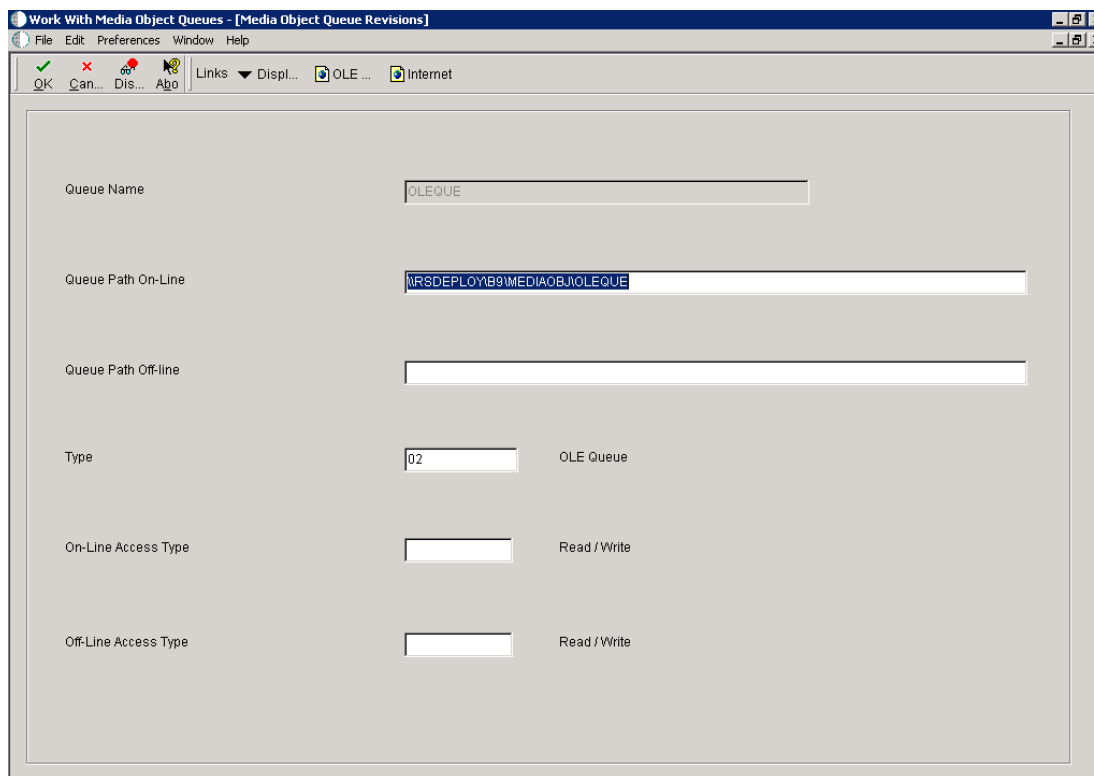 Work With Media Object Queues - [Media Object Queue Revisions]
File Edit Preferences Window Help
OK Can... Dis... Abo Links Displ... OLE ... Internet
Queue Name OLEQUE
Queue Path On-Line \\RSDEPLOY\B9\MEDIAOBJ\OLEQUE
Queue Path Off-line
Type 02 OLE Queue
On-Line Access Type Read / Write
Off-Line Access Type Read / Write